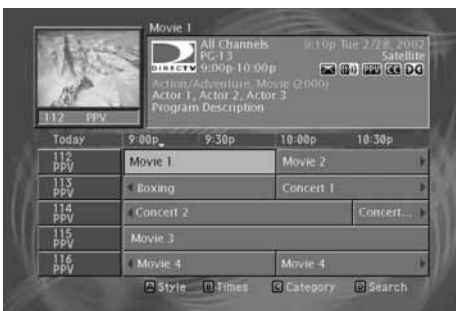 Movie 1
All Channels 9:10p Tue 2/28, 2002
PG-13 Satellite
DIRECTV 9:00p-10:00p PPV CC DG
Action/Adventure, Movie (2000)
Actor 1, Actor 2, Actor 3
Program Description
112 PPV
Today 9:00p 9:30p 10:00p 10:30p
112 PPV Movie 1 Movie 2
113 PPV Boxing Concert 1
114 PPV Concert 2 Concert...
115 PPV Movie 3
116 PPV Movie 4 Movie 4
A Style B Times C Category D Search